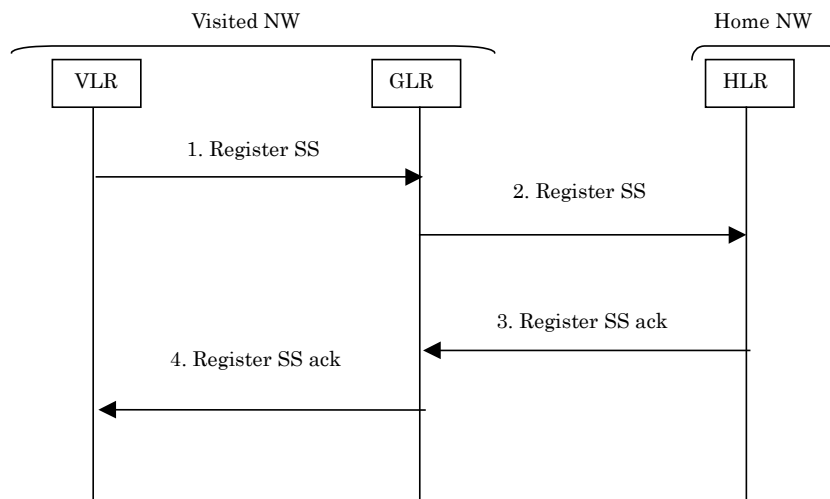 Visited NW
Home NW
VLR
GLR
HLR
1. Register SS
2. Register SS
3. Register SS ack
4. Register SS ack